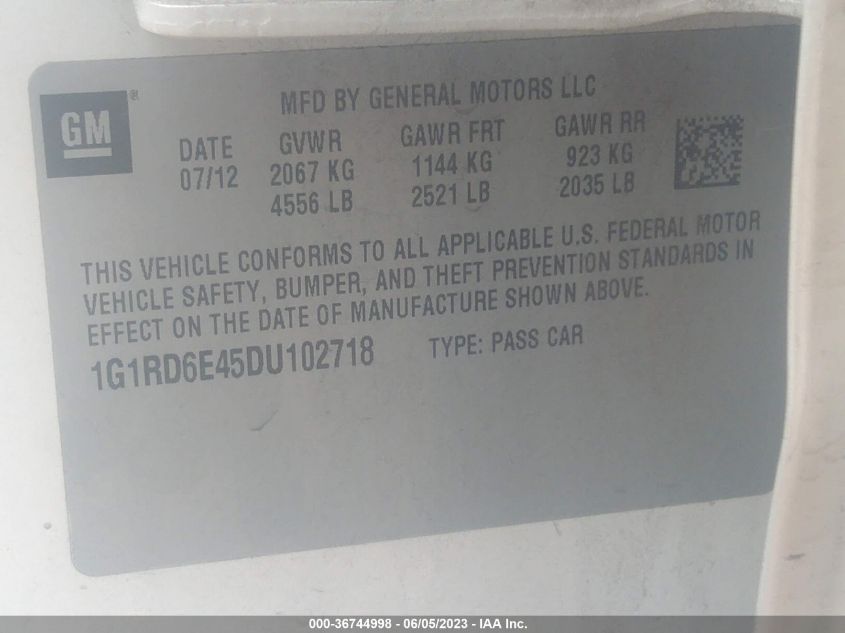 MFD BY GENERAL MOTORS LLC
GM®
DATE GVWR GAWR FRT GAWR RR
07/12 2067 KG 1144 KG 923 KG
4556 LB 2521 LB 2035 LB
THIS VEHICLE CONFORMS TO ALL APPLICABLE U.S. FEDERAL MOTOR
VEHICLE SAFETY, BUMPER, AND THEFT PREVENTION STANDARDS IN
EFFECT ON THE DATE OF MANUFACTURE SHOWN ABOVE.
1G1RD6E45DU102718 TYPE: PASS CAR
000-36744998 - 06/05/2023 - IAA Inc.